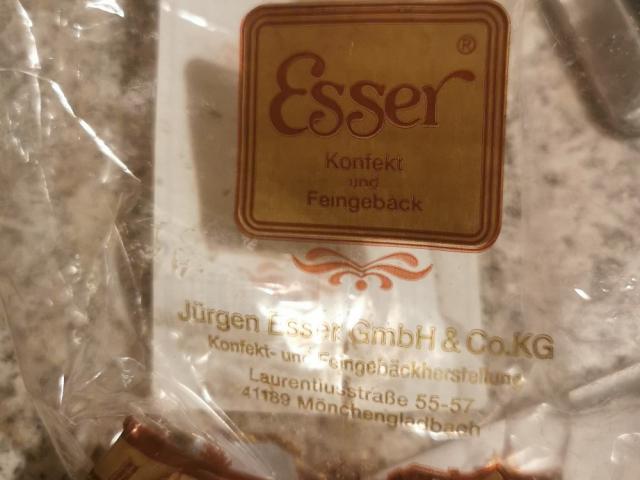 Esser ®
Konfekt
und
Feingebäck
Jürgen Esser GmbH & Co.KG
Konfekt- und Feingebäckherstellung
Laurentiusstraße 55-57
41189 Mönchengladbach